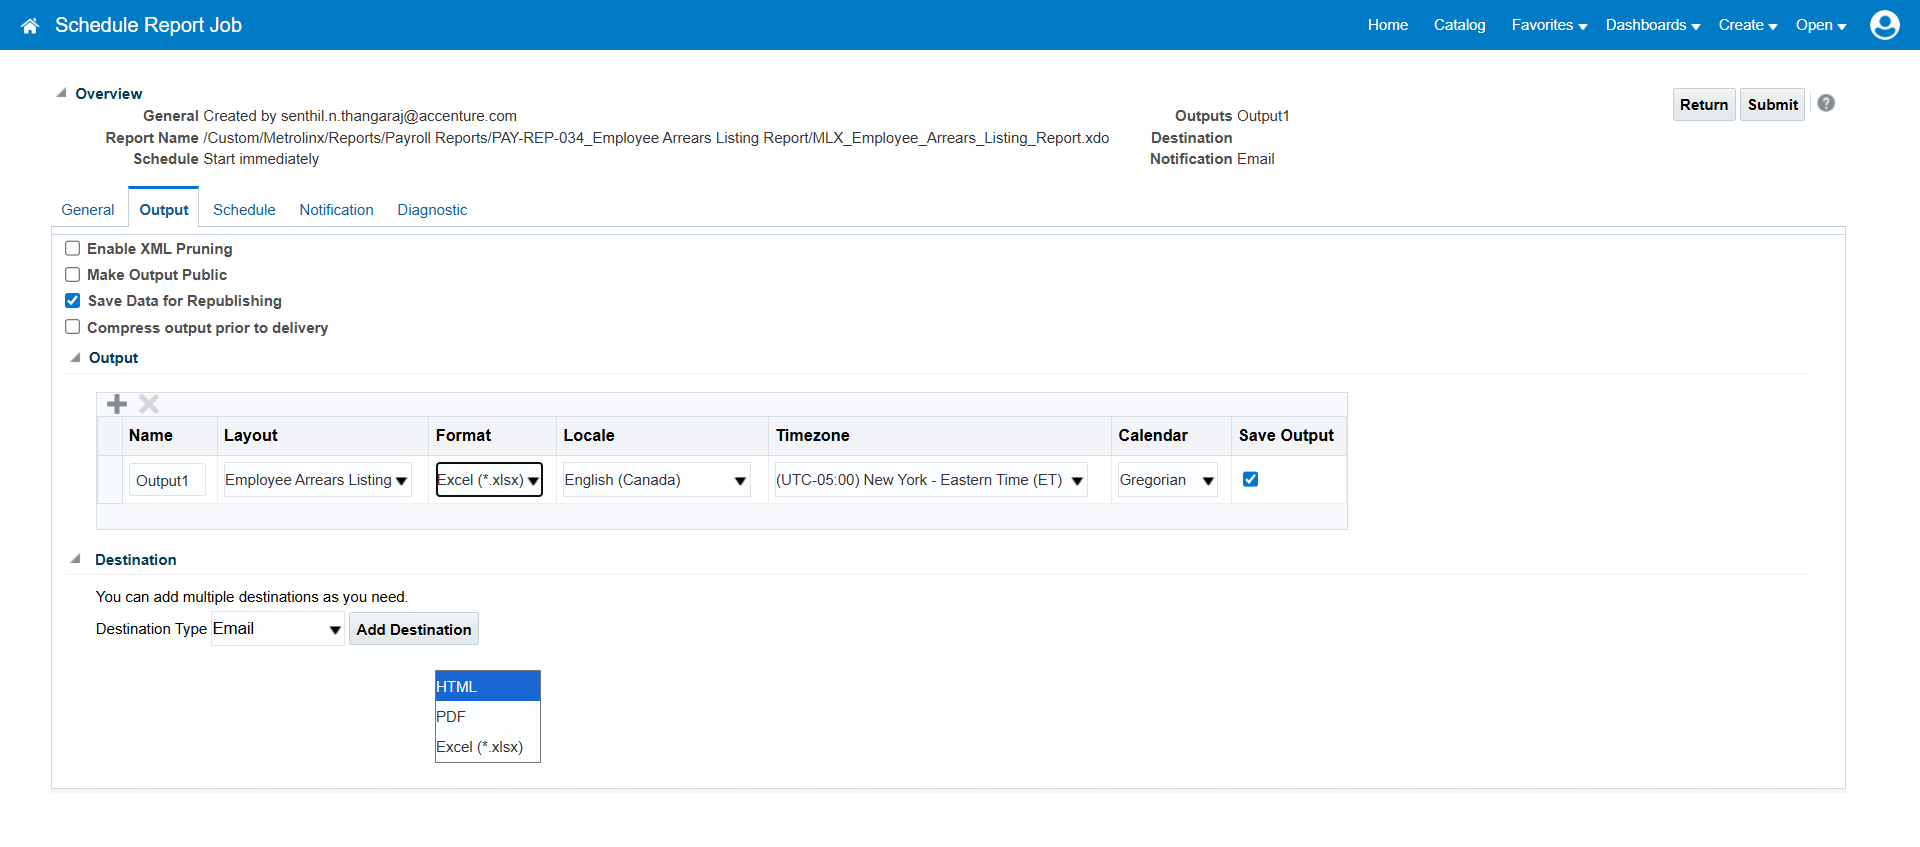 Schedule Report Job
Home Catalog Favorites Dashboards Create Open
Overview
Return Submit ?
General Created by senthil.n.thangaraj@accenture.com
Report Name /Custom/Metrolinx/Reports/Payroll Reports/PAY-REP-034_Employee Arrears Listing Report/MLX_Employee_Arrears_Listing_Report.xdo
Schedule Start immediately
Outputs Output1
Destination
Notification Email
General Output Schedule Notification Diagnostic
Enable XML Pruning
Make Output Public
Save Data for Republishing
Compress output prior to delivery
Output
Name Layout Format Locale Timezone Calendar Save Output
Output1 Employee Arrears Listing Excel (*.xlsx) English (Canada) (UTC-05:00) New York - Eastern Time (ET) Gregorian
Destination
You can add multiple destinations as you need.
Destination Type Email Add Destination
HTML
PDF
Excel (*.xlsx)